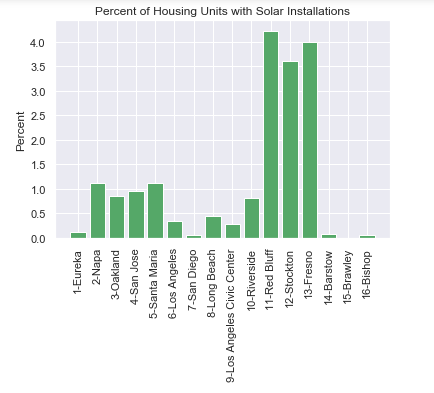 Percent of Housing Units with Solar Installations
Percent
4.0
3.5
3.0
2.5
2.0
1.5
1.0
0.5
0.0
1-Eureka
2-Napa
3-Oakland
4-San Jose
5-Santa Maria
6-Los Angeles
7-San Diego
8-Long Beach
9-Los Angeles Civic Center
10-Riverside
11-Red Bluff
12-Stockton
13-Fresno
14-Barstow
15-Brawley
16-Bishop